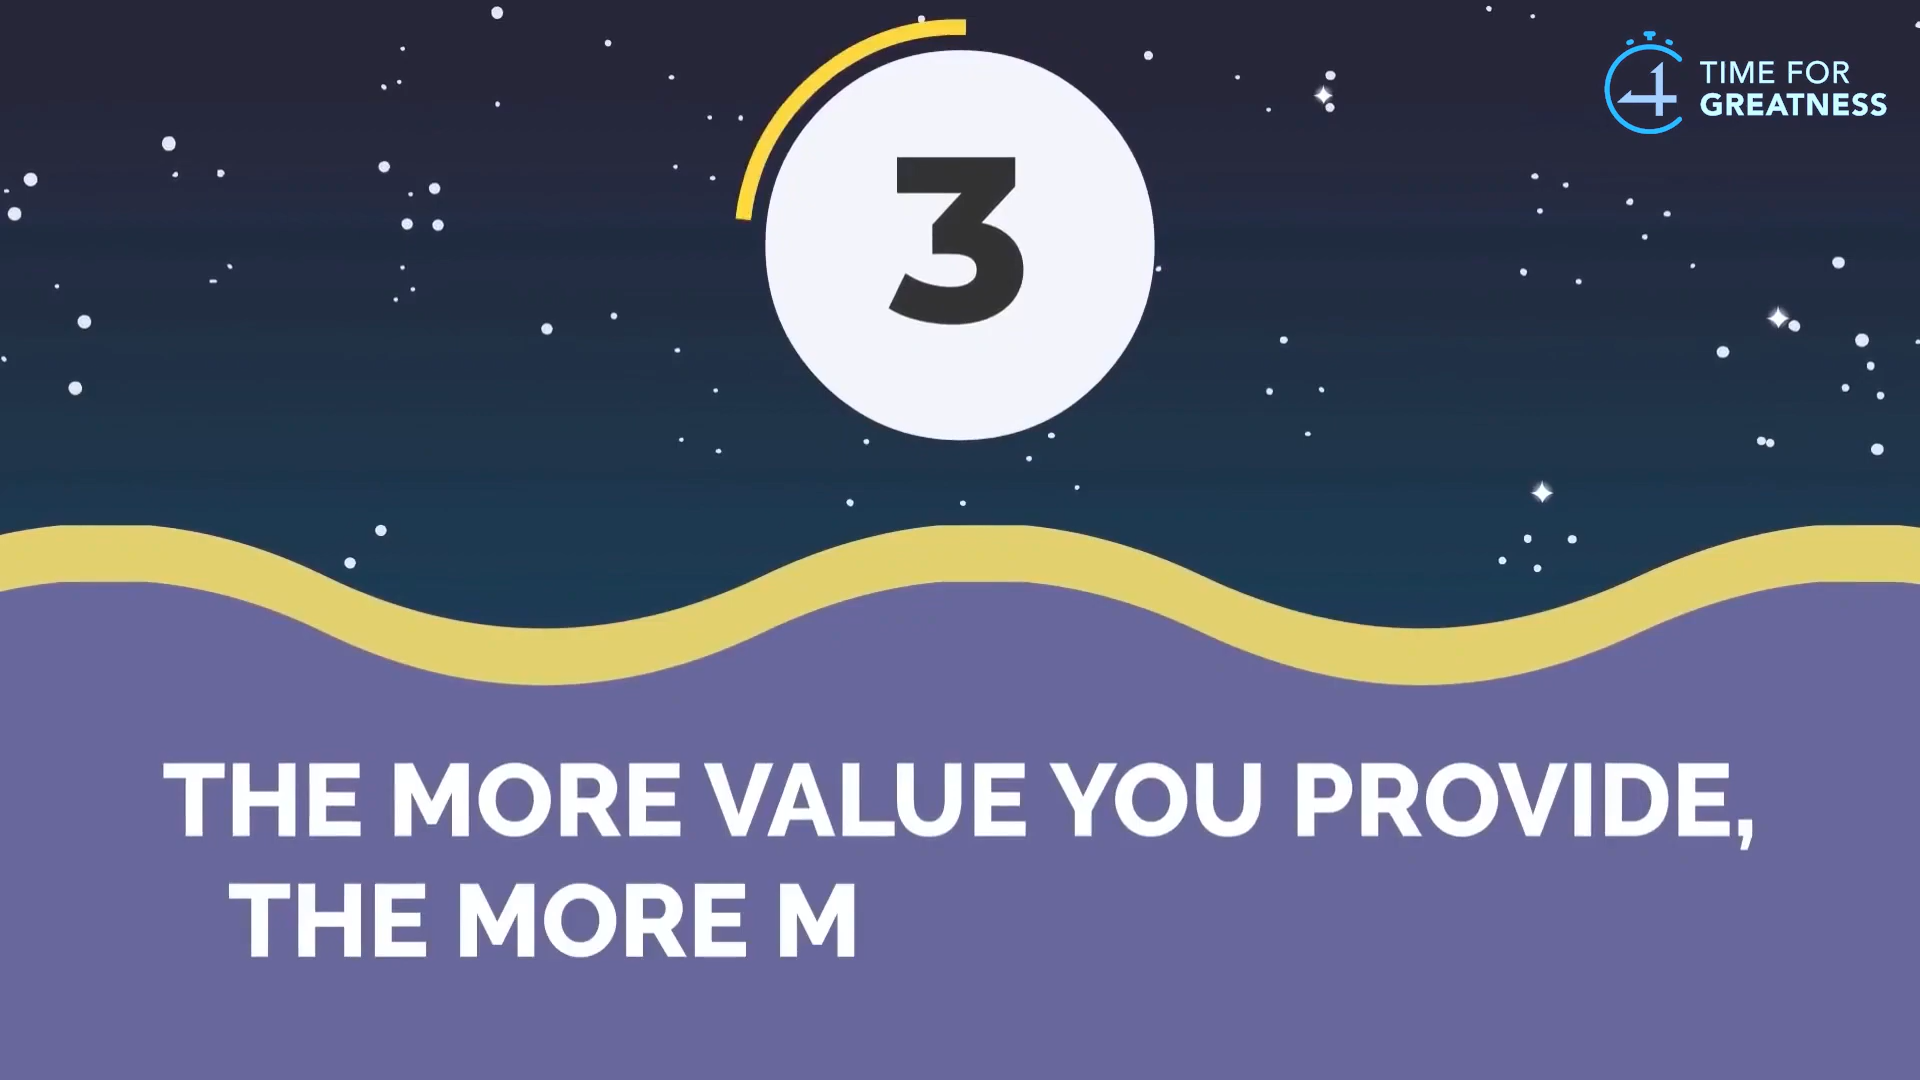 3
TIME FOR
GREATNESS
THE MORE VALUE YOU PROVIDE,
THE MORE M